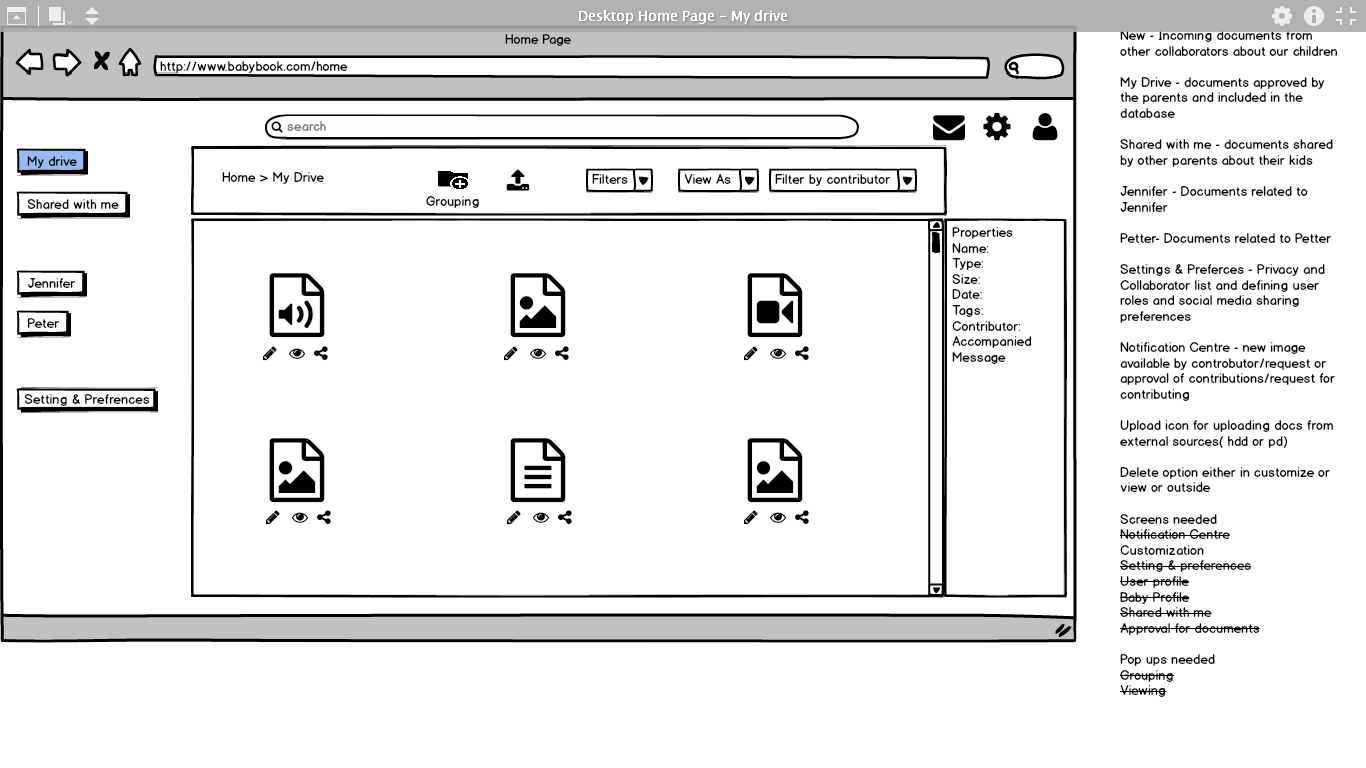 Desktop Home Page - My drive
Home Page
http://www.babybook.com/home
search
My drive
Shared with me
Jennifer
Peter
Setting & Prefrences
Home > My Drive
Grouping
Filters
View As
Filter by contributor
Properties
Name:
Type:
Size:
Date:
Tags:
Contributor:
Accompanied
Message
New - Incoming documents from
other collaborators about our children
My Drive - documents approved by
the parents and included in the
database
Shared with me - documents shared
by other parents about their kids
Jennifer - Documents related to
Jennifer
Petter- Documents related to Petter
Settings & Preferces - Privacy and
Collaborator list and defining user
roles and social media sharing
preferences
Notification Centre - new image
available by controbutor/request or
approval of contributions/request for
contributing
Upload icon for uploading docs from
external sources( hdd or pd)
Delete option either in customize or
view or outside
Screens needed
Notification Centre
Customization
Setting & preferences
User profile
Baby Profile
Shared with me
Approval for documents
Pop ups needed
Grouping
Viewing